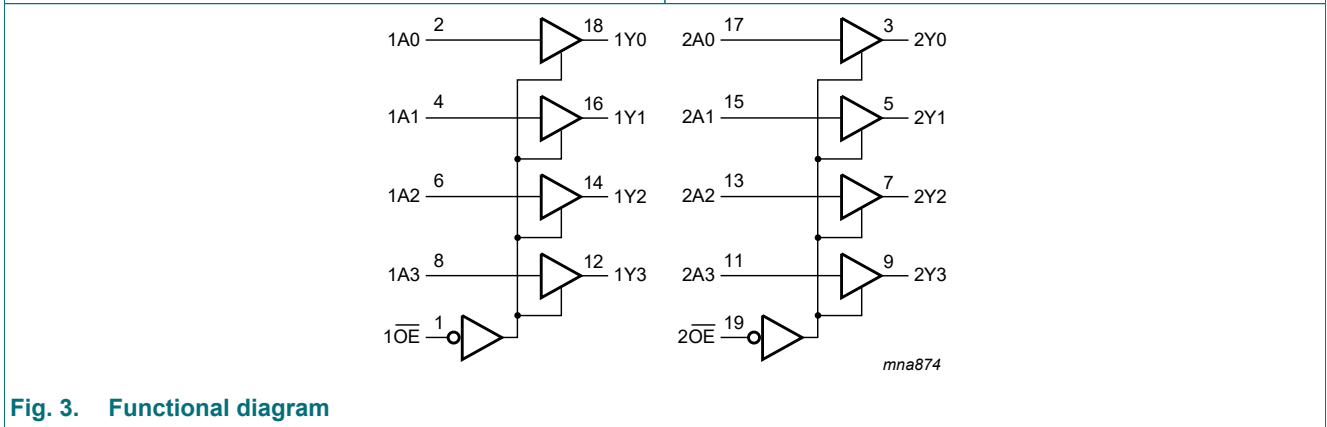 1A0 2 18 1Y0 2A0 17 3 2Y0
1A1 4 16 1Y1 2A1 15 5 2Y1
1A2 6 14 1Y2 2A2 13 7 2Y2
1A3 8 12 1Y3 2A3 11 9 2Y3
1O̅E̅ 1 2O̅E̅ 19
mna874
Fig. 3. Functional diagram